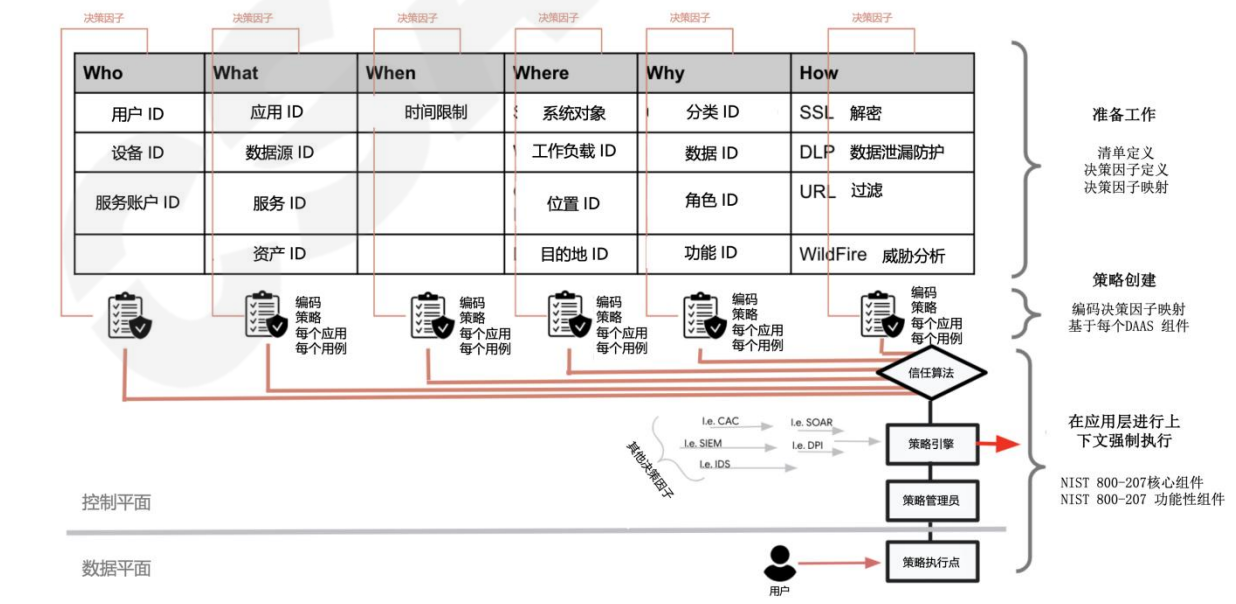 决策因子 决策因子 决策因子 决策因子 决策因子 决策因子
Who What When Where Why How
用户 ID 应用 ID 时间限制 系统对象 分类 ID SSL 解密
设备 ID 数据源 ID 工作负载 ID 数据 ID DLP 数据泄漏防护
服务账户 ID 服务 ID 位置 ID 角色 ID URL 过滤
资产 ID 目的地 ID 功能 ID WildFire 威胁分析
准备工作
清单定义
决策因子定义
决策因子映射
编码
策略
每个应用
每个用例
编码
策略
每个应用
每个用例
编码
策略
每个应用
每个用例
编码
策略
每个应用
每个用例
编码
策略
每个应用
每个用例
策略创建
编码决策因子映射
基于每个DAAS 组件
信任算法
其他决策因子
I.e. CAC
I.e. SOAR
I.e. SIEM
I.e. DPI
I.e. IDS
策略引擎
在应用层进行上
下文强制执行
NIST 800-207核心组件
NIST 800-207 功能性组件
控制平面
策略管理员
数据平面
用户
策略执行点